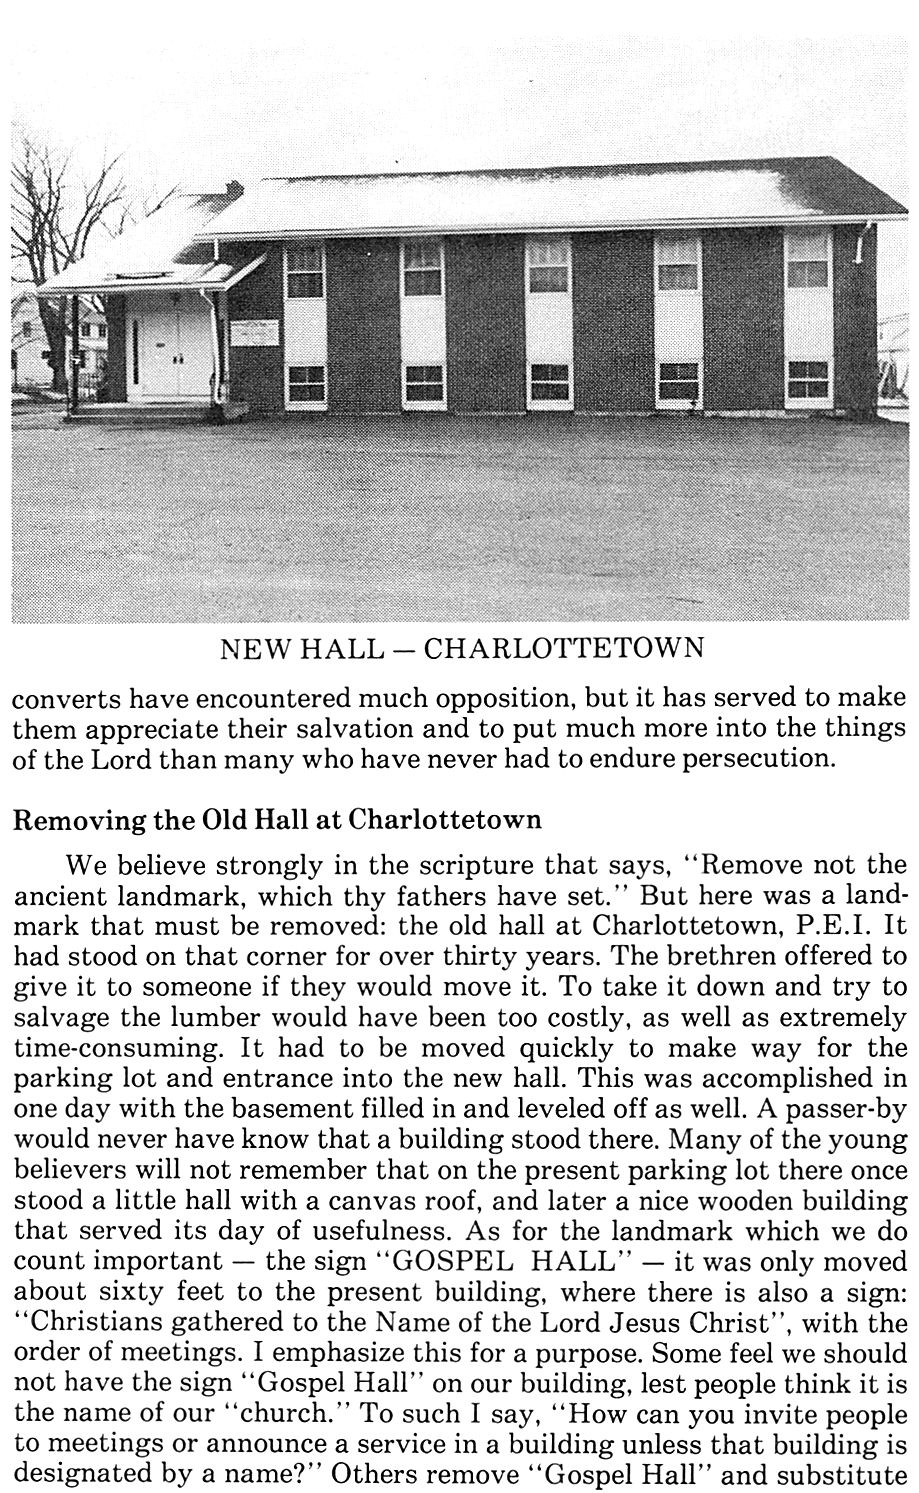 NEW HALL — CHARLOTTETOWN
converts have encountered much opposition, but it has served to make
them appreciate their salvation and to put much more into the things
of the Lord than many who have never had to endure persecution.
Removing the Old Hall at Charlottetown
We believe strongly in the scripture that says, "Remove not the
ancient landmark, which thy fathers have set." But here was a land-
mark that must be removed: the old hall at Charlottetown, P.E.I. It
had stood on that corner for over thirty years. The brethren offered to
give it to someone if they would move it. To take it down and try to
salvage the lumber would have been too costly, as well as extremely
time-consuming. It had to be moved quickly to make way for the
parking lot and entrance into the new hall. This was accomplished in
one day with the basement filled in and leveled off as well. A passer-by
would never have know that a building stood there. Many of the young
believers will not remember that on the present parking lot there once
stood a little hall with a canvas roof, and later a nice wooden building
that served its day of usefulness. As for the landmark which we do
count important — the sign "GOSPEL HALL" — it was only moved
about sixty feet to the present building, where there is also a sign:
"Christians gathered to the Name of the Lord Jesus Christ", with the
order of meetings. I emphasize this for a purpose. Some feel we should
not have the sign "Gospel Hall" on our building, lest people think it is
the name of our "church." To such I say, "How can you invite people
to meetings or announce a service in a building unless that building is
designated by a name?" Others remove "Gospel Hall" and substitute